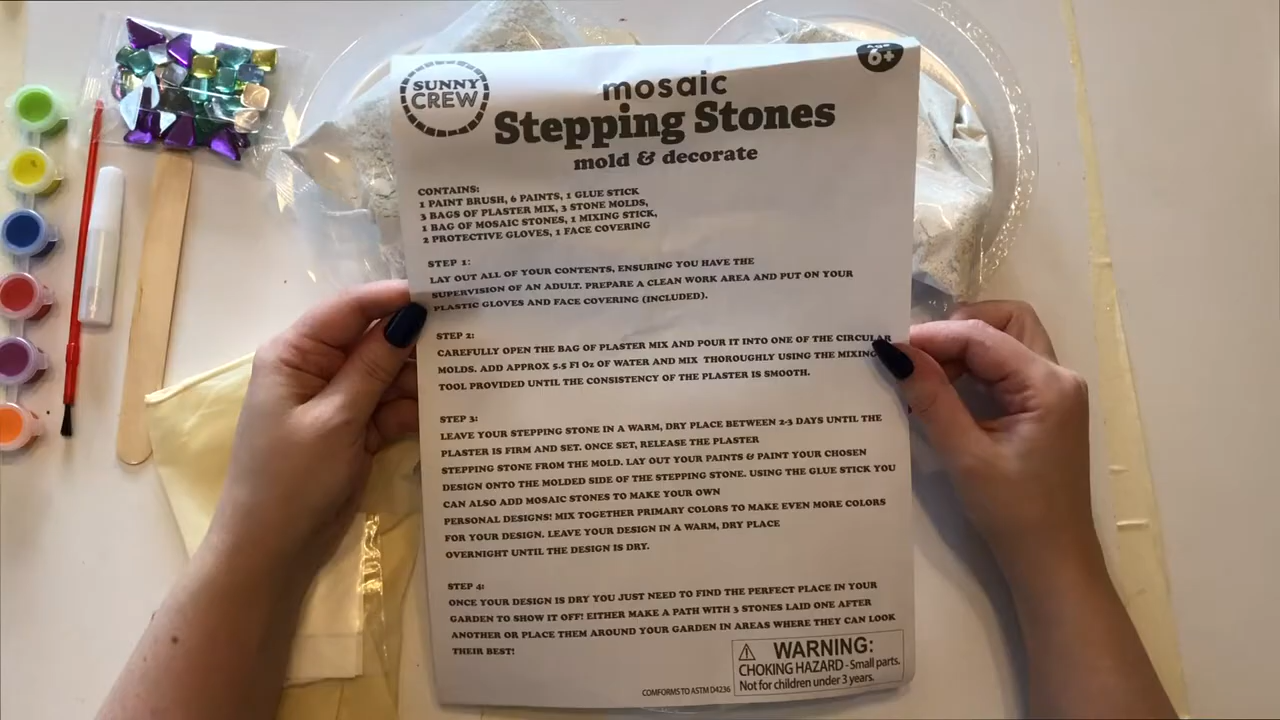 SUNNY
CREW
AGE
6+
mosaic
Stepping Stones
mold & decorate
CONTAINS:
1 PAINT BRUSH, 6 PAINTS, 1 GLUE STICK
3 BAGS OF PLASTER MIX, 3 STONE MOLDS,
1 BAG OF MOSAIC STONES, 1 MIXING STICK,
2 PROTECTIVE GLOVES, 1 FACE COVERING
STEP 1:
LAY OUT ALL OF YOUR CONTENTS, ENSURING YOU HAVE THE
SUPERVISION OF AN ADULT. PREPARE A CLEAN WORK AREA AND PUT ON YOUR
PLASTIC GLOVES AND FACE COVERING (INCLUDED).
STEP 2:
CAREFULLY OPEN THE BAG OF PLASTER MIX AND POUR IT INTO ONE OF THE CIRCULAR
MOLDS. ADD APPROX 5.5 Fl Oz OF WATER AND MIX THOROUGHLY USING THE MIXING
TOOL PROVIDED UNTIL THE CONSISTENCY OF THE PLASTER IS SMOOTH.
STEP 3:
LEAVE YOUR STEPPING STONE IN A WARM, DRY PLACE BETWEEN 2-3 DAYS UNTIL THE
PLASTER IS FIRM AND SET. ONCE SET, RELEASE THE PLASTER
STEPPING STONE FROM THE MOLD. LAY OUT YOUR PAINTS & PAINT YOUR CHOSEN
DESIGN ONTO THE MOLDED SIDE OF THE STEPPING STONE. USING THE GLUE STICK YOU
CAN ALSO ADD MOSAIC STONES TO MAKE YOUR OWN
PERSONAL DESIGNS! MIX TOGETHER PRIMARY COLORS TO MAKE EVEN MORE COLORS
FOR YOUR DESIGN. LEAVE YOUR DESIGN IN A WARM, DRY PLACE
OVERNIGHT UNTIL THE DESIGN IS DRY.
STEP 4:
ONCE YOUR DESIGN IS DRY YOU JUST NEED TO FIND THE PERFECT PLACE IN YOUR
GARDEN TO SHOW IT OFF! EITHER MAKE A PATH WITH 3 STONES LAID ONE AFTER
ANOTHER OR PLACE THEM AROUND YOUR GARDEN IN AREAS WHERE THEY CAN LOOK
THEIR BEST!
WARNING:
CHOKING HAZARD - Small parts.
Not for children under 3 years.
COMFORMS TO ASTM D4236